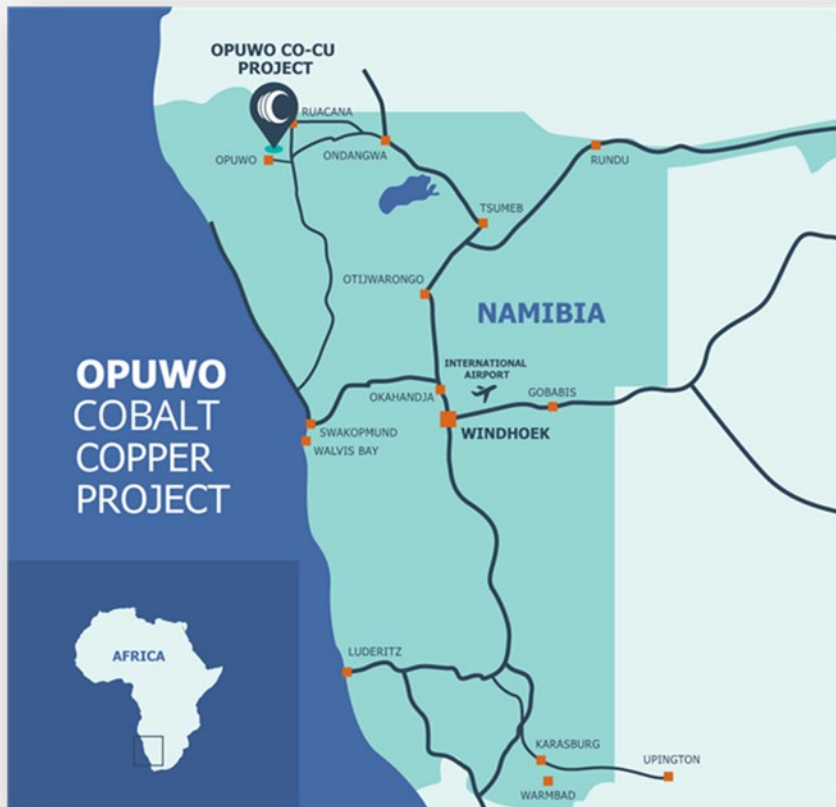 OPUWO CO-CU
PROJECT
RUACANA
OPUWO
ONDANGWA
RUNDU
TSUMEB
OTIJWARONGO
NAMIBIA
INTERNATIONAL
AIRPORT
OKAHANDJA
GOBABIS
SWAKOPMUND
WINDHOEK
WALVIS BAY
OPUWO
COBALT
COPPER
PROJECT
AFRICA
LUDERITZ
KARASBURG
UPINGTON
WARMBAD